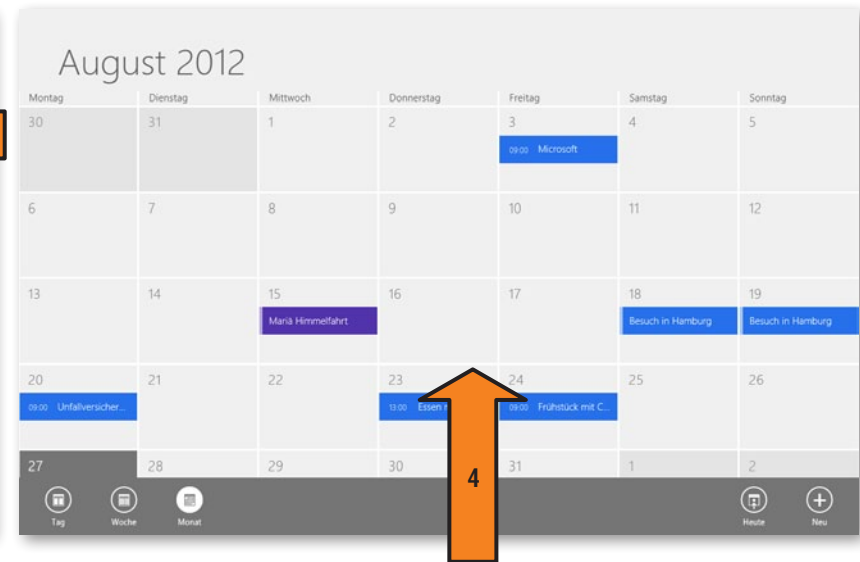 August 2012
Montag Dienstag Mittwoch Donnerstag Freitag Samstag Sonntag
30 31 1 2 3 4 5
09:00 Microsoft
6 7 8 9 10 11 12
13 14 15 16 17 18 19
Mariä Himmelfahrt Besuch in Hamburg Besuch in Hamburg
20 21 22 23 24 25 26
09:00 Unfallversicher... 13:00 Essen 09:00 Frühstück mit C...
27 28 29 30 31 1 2
4
Tag Woche Monat Heute Neu